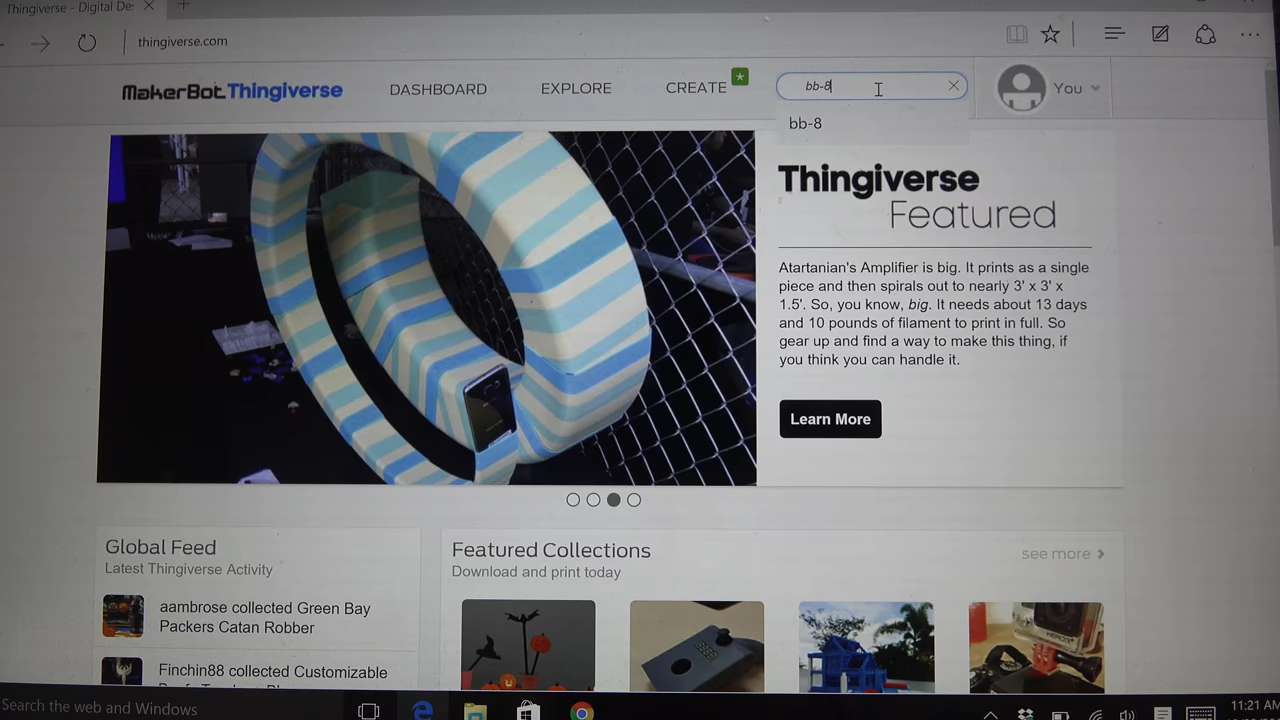 Thingiverse - Digital De
thingiverse.com
MakerBot Thingiverse
DASHBOARD
EXPLORE
CREATE
bb-8
You
bb-8
Thingiverse
Featured
Atartanian's Amplifier is big. It prints as a single
piece and then spirals out to nearly 3' x 3' x
1.5'. So, you know, big. It needs about 13 days
and 10 pounds of filament to print in full. So
gear up and find a way to make this thing, if
you think you can handle it.
Learn More
Global Feed
Latest Thingiverse Activity
aambrose collected Green Bay
Packers Catan Robber
Finchin88 collected Customizable
Featured Collections
Download and print today
see more
Search the web and Windows
11:21 AM